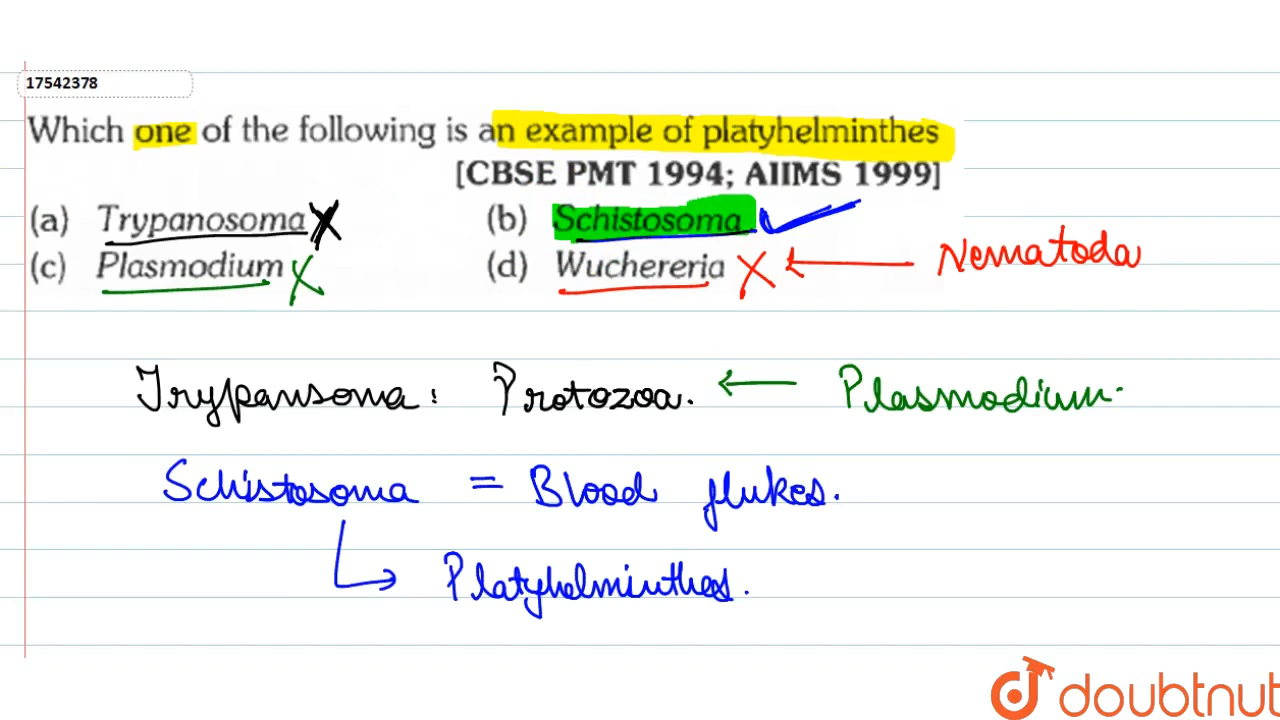 17542378
Which one of the following is an example of platyhelminthes
[CBSE PMT 1994; AIIMS 1999]
(a) Trypanosoma X (b) Schistosoma
(c) Plasmodium X (d) Wuchereria X ← Nematoda
Trypansoma : Protozoa. ← Plasmodium.
Schistosoma = Blood flukes.
Platyhelminthes.
doubtnut